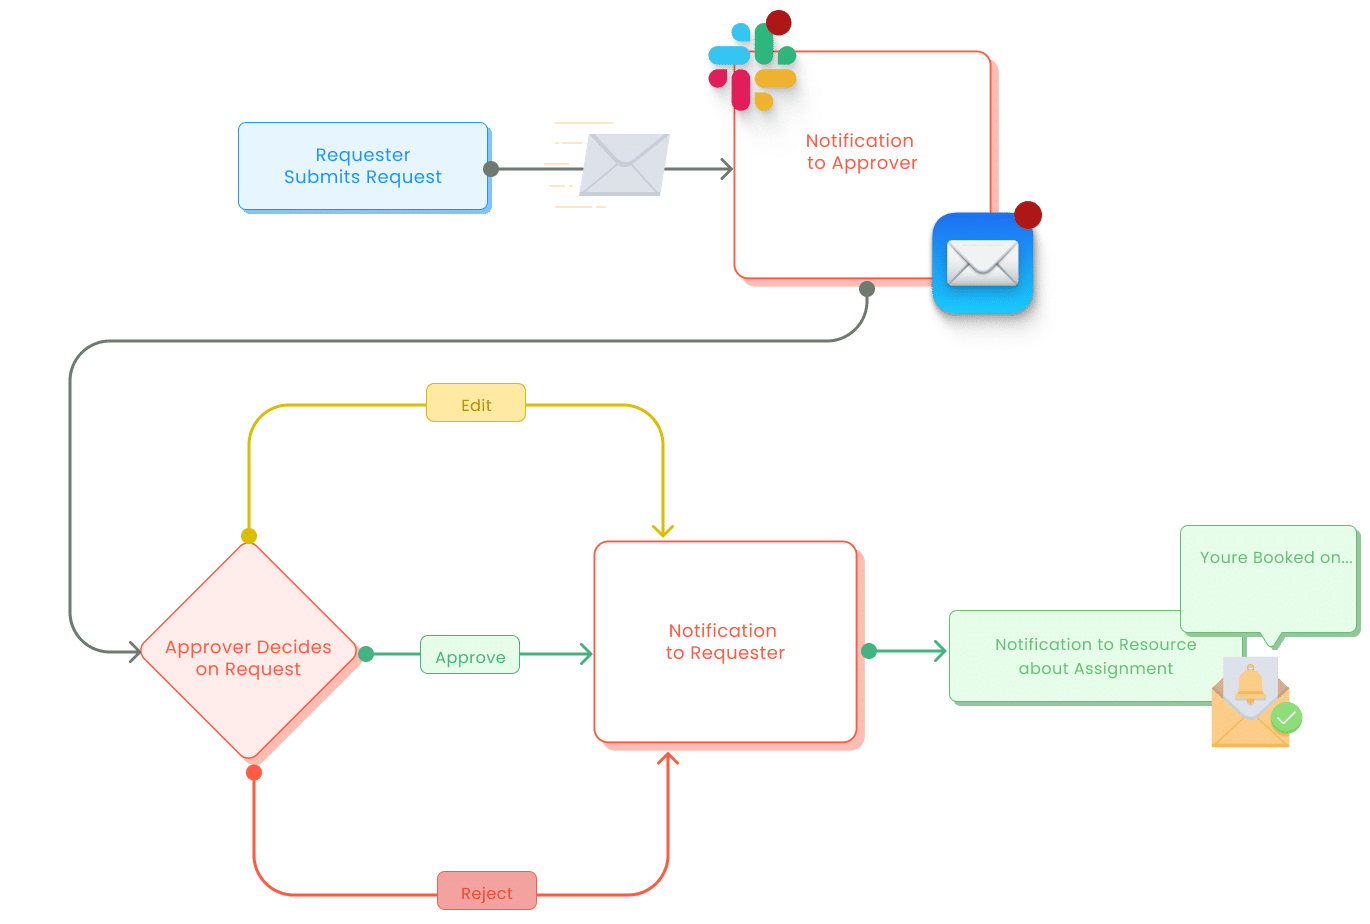 Requester
Submits Request
Notification
to Approver
Edit
Approver Decides
on Request
Approve
Notification
to Requester
Youre Booked on...
Notification to Resource
about Assignment
Reject